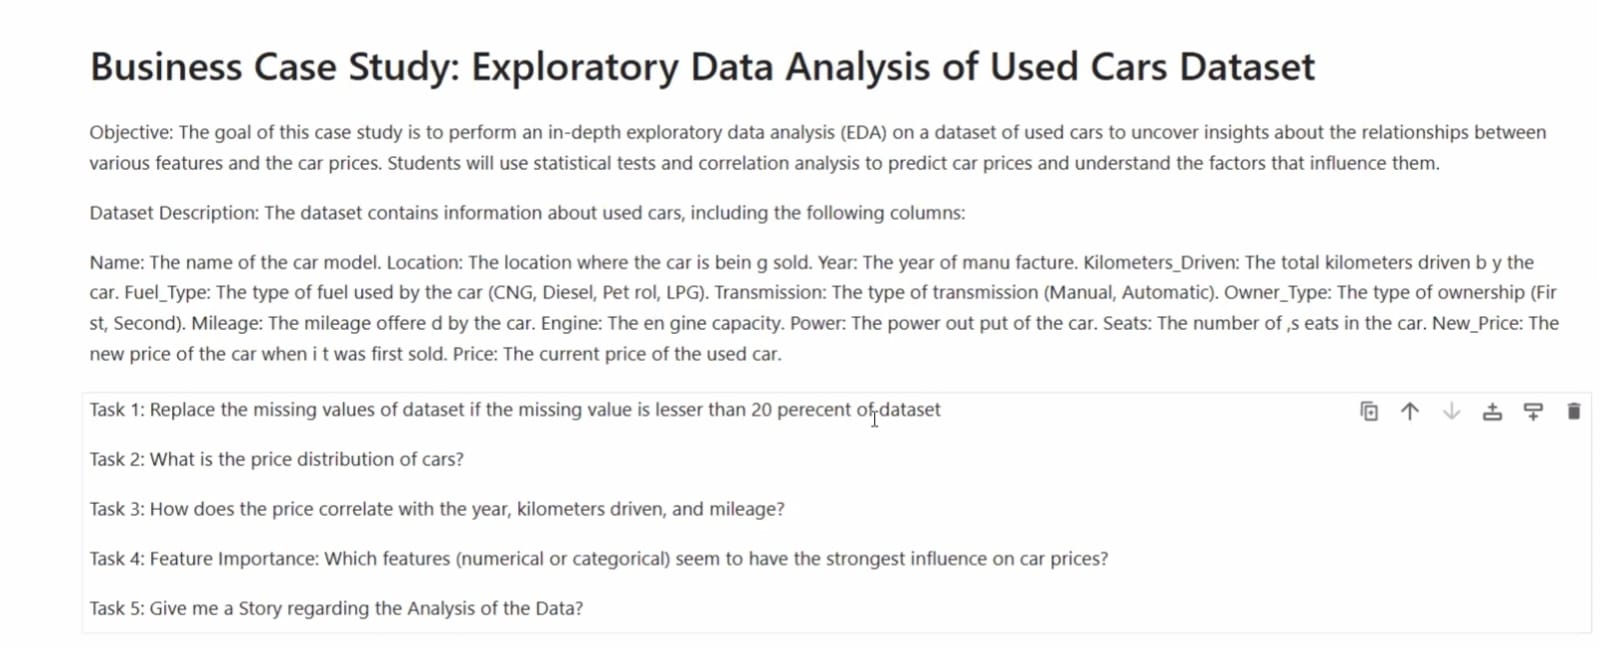 Business Case Study: Exploratory Data Analysis of Used Cars Dataset
Objective: The goal of this case study is to perform an in-depth exploratory data analysis (EDA) on a dataset of used cars to uncover insights about the relationships between
various features and the car prices. Students will use statistical tests and correlation analysis to predict car prices and understand the factors that influence them.
Dataset Description: The dataset contains information about used cars, including the following columns:
Name: The name of the car model. Location: The location where the car is bein g sold. Year: The year of manu facture. Kilometers_Driven: The total kilometers driven b y the
car. Fuel_Type: The type of fuel used by the car (CNG, Diesel, Pet rol, LPG). Transmission: The type of transmission (Manual, Automatic). Owner_Type: The type of ownership (Fir
st, Second). Mileage: The mileage offere d by the car. Engine: The en gine capacity. Power: The power out put of the car. Seats: The number of ,s eats in the car. New_Price: The
new price of the car when i t was first sold. Price: The current price of the used car.
Task 1: Replace the missing values of dataset if the missing value is lesser than 20 perecent of dataset
Task 2: What is the price distribution of cars?
Task 3: How does the price correlate with the year, kilometers driven, and mileage?
Task 4: Feature Importance: Which features (numerical or categorical) seem to have the strongest influence on car prices?
Task 5: Give me a Story regarding the Analysis of the Data?